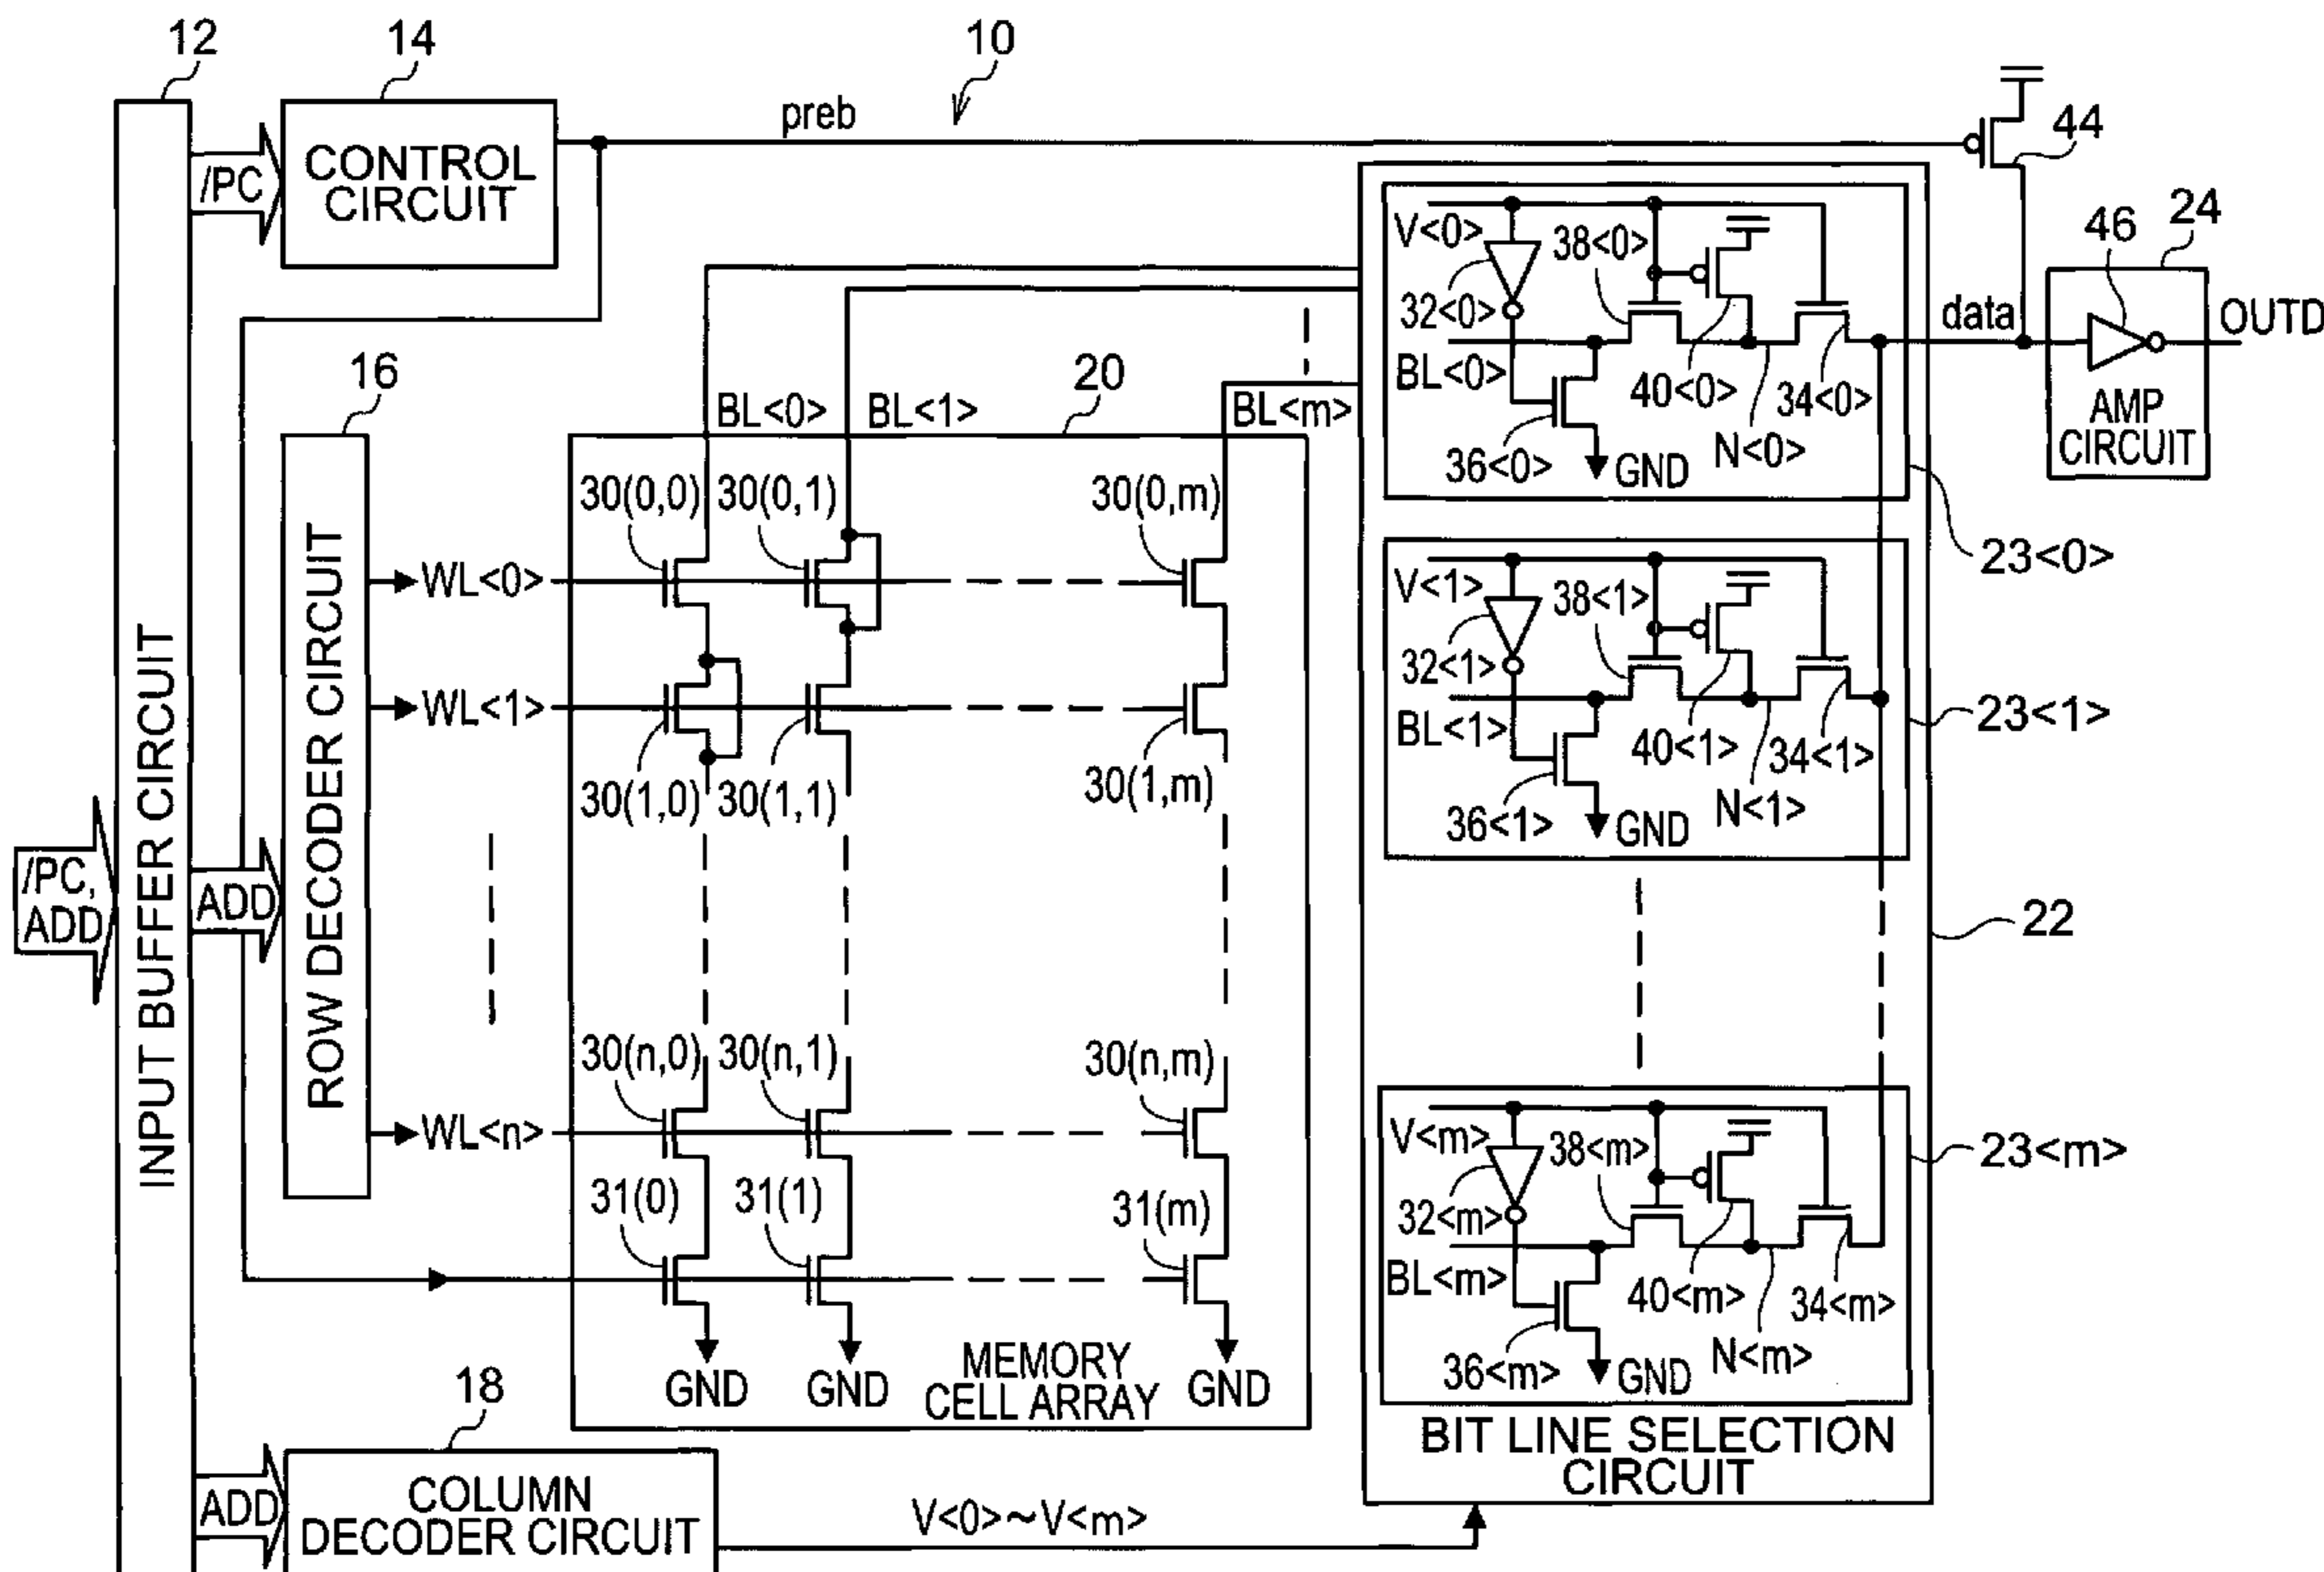 12
14
10
preb
44
/PC
CONTROL
CIRCUIT
24
46
V<0>
38<0>
32<0>
data
OUTD
BL<0>
40<0>
34<0>
AMP
CIRCUIT
36<0>
GND
N<0>
23<0>
16
20
BL<0>
BL<1>
BL<m>
30(0,0)
30(0,1)
30(0,m)
WL<0>
WL<1>
30(1,0)
30(1,1)
30(1,m)
V<1>
38<1>
32<1>
23<1>
BL<1>
40<1>
34<1>
36<1>
GND
N<1>
INPUT BUFFER CIRCUIT
ROW DECODER CIRCUIT
/PC,
ADD
ADD
22
30(n,0)
30(n,1)
30(n,m)
WL<n>
31(0)
31(1)
31(m)
GND
GND
GND
MEMORY
CELL ARRAY
V<m>
38<m>
23<m>
32<m>
BL<m>
40<m>
34<m>
36<m>
GND
N<m>
BIT LINE SELECTION
CIRCUIT
18
ADD
COLUMN
DECODER CIRCUIT
V<0>~V<m>